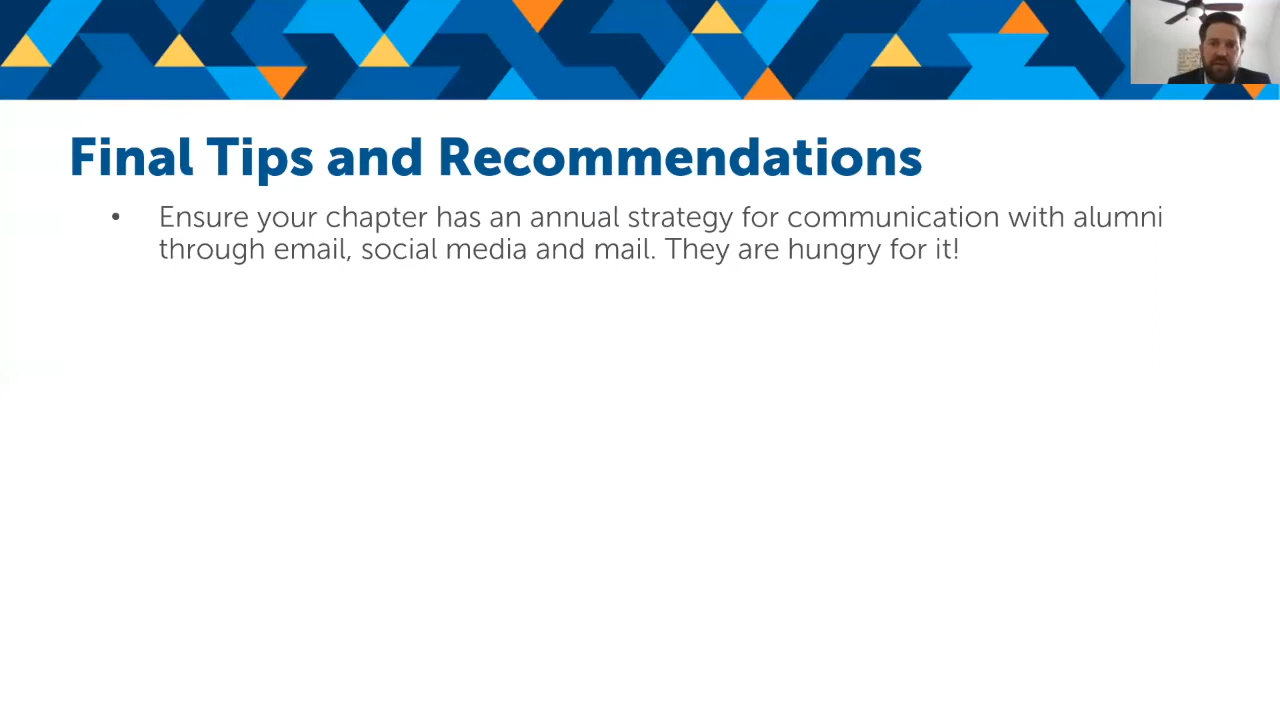 Final Tips and Recommendations
• Ensure your chapter has an annual strategy for communication with alumni
through email, social media and mail. They are hungry for it!